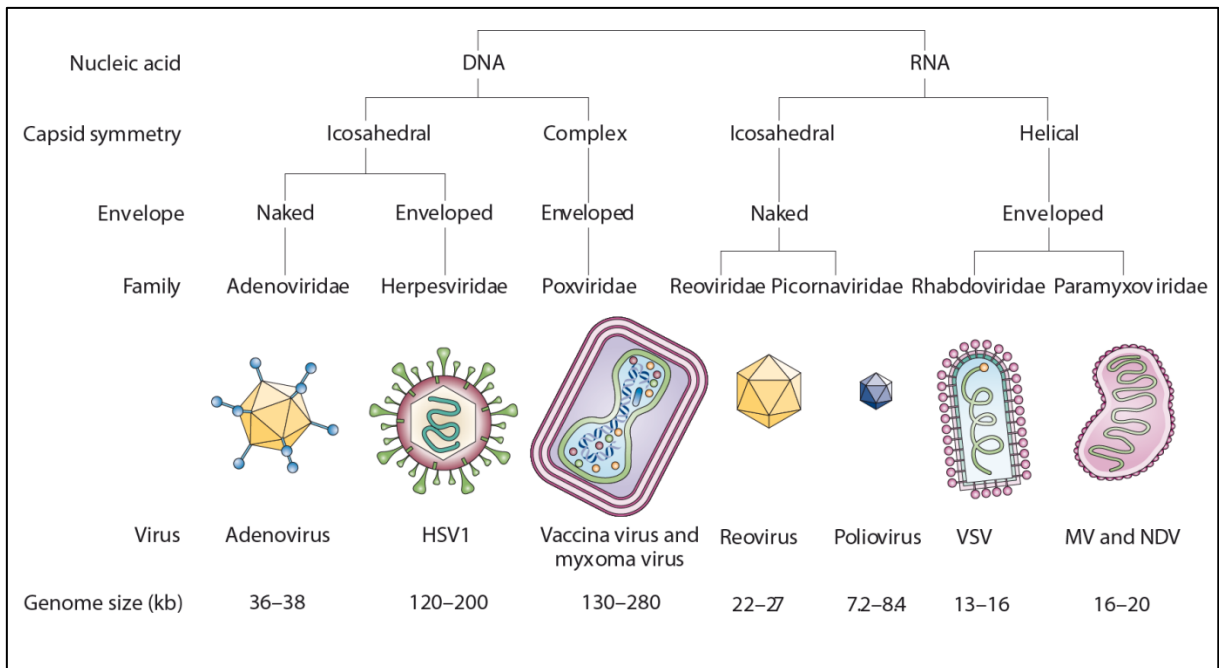 Nucleic acid DNA RNA
Capsid symmetry Icosahedral Complex Icosahedral Helical
Envelope Naked Enveloped Enveloped Naked Enveloped
Family Adenoviridae Herpesviridae Poxviridae Reoviridae Picornaviridae Rhabdoviridae Paramyxoviridae
Virus Adenovirus HSV1 Vaccina virus and myxoma virus Reovirus Poliovirus VSV MV and NDV
Genome size (kb) 36–38 120–200 130–280 22–27 7.2–8.4 13–16 16–20